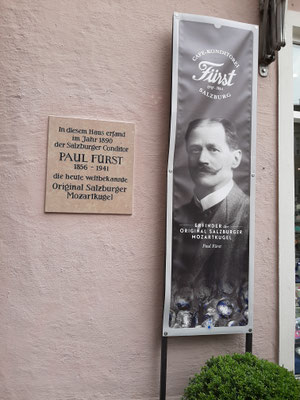 In diesem Haus erfand
im Jahr 1890
der Salzburger Conditor
PAUL FÜRST
1856 - 1941
die heute weltbekannte
Original Salzburger
Mozartkugel
CAFE-KONDITOREI
Fürst
SALZBURG
ERFINDER der
ORIGINAL SALZBURGER
MOZARTKUGEL
Paul Fürst